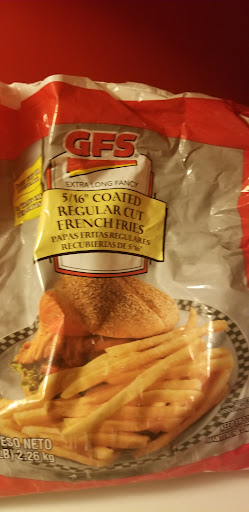 GFS
EXTRA LONG FANCY
5/16" COATED
REGULAR CUT
FRENCH FRIES
PAPAS FRITAS REGULARES
RECUBIERTAS DE 5/16"
ESO NETO
LB) 2.26 kg